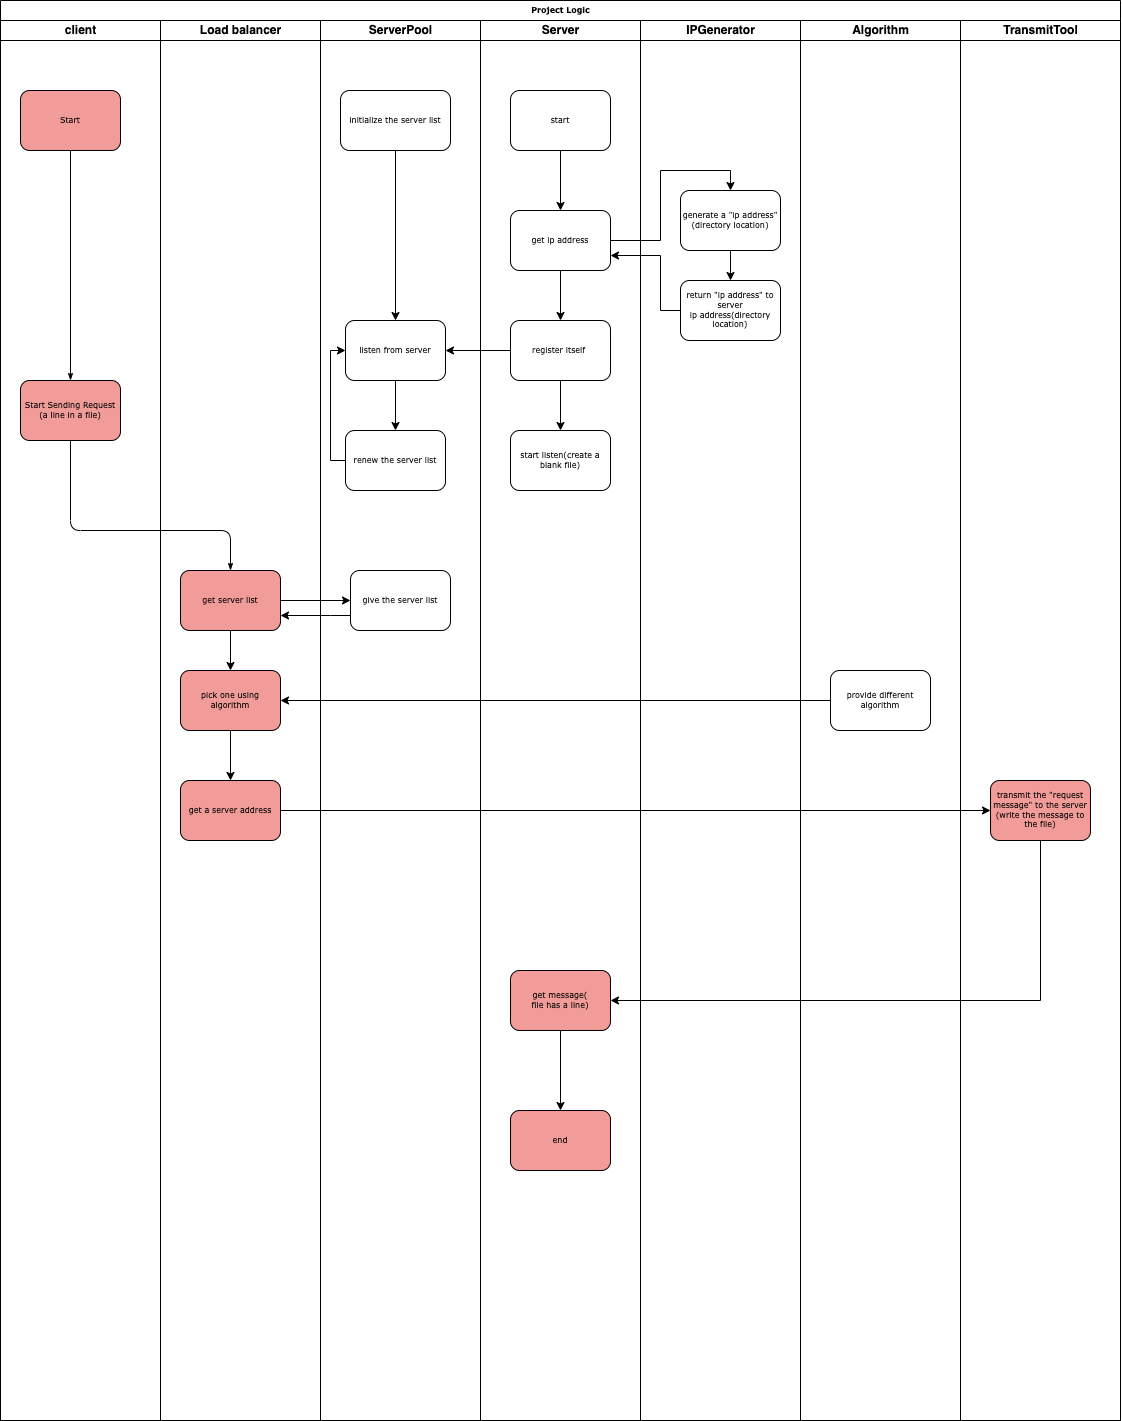 Project Logic
client
Load balancer
ServerPool
Server
IPGenerator
Algorithm
TransmitTool
Start
initialize the server list
start
generate a "ip address"
(directory location)
get ip address
return "ip address" to
server
ip address(directory
location)
listen from server
register itself
Start Sending Request
(a line in a file)
renew the server list
start listen(create a
blank file)
get server list
give the server list
pick one using
algorithm
provide different
algorithm
get a server address
transmit the "request
message" to the server
(write the message to
the file)
get message(
file has a line)
end